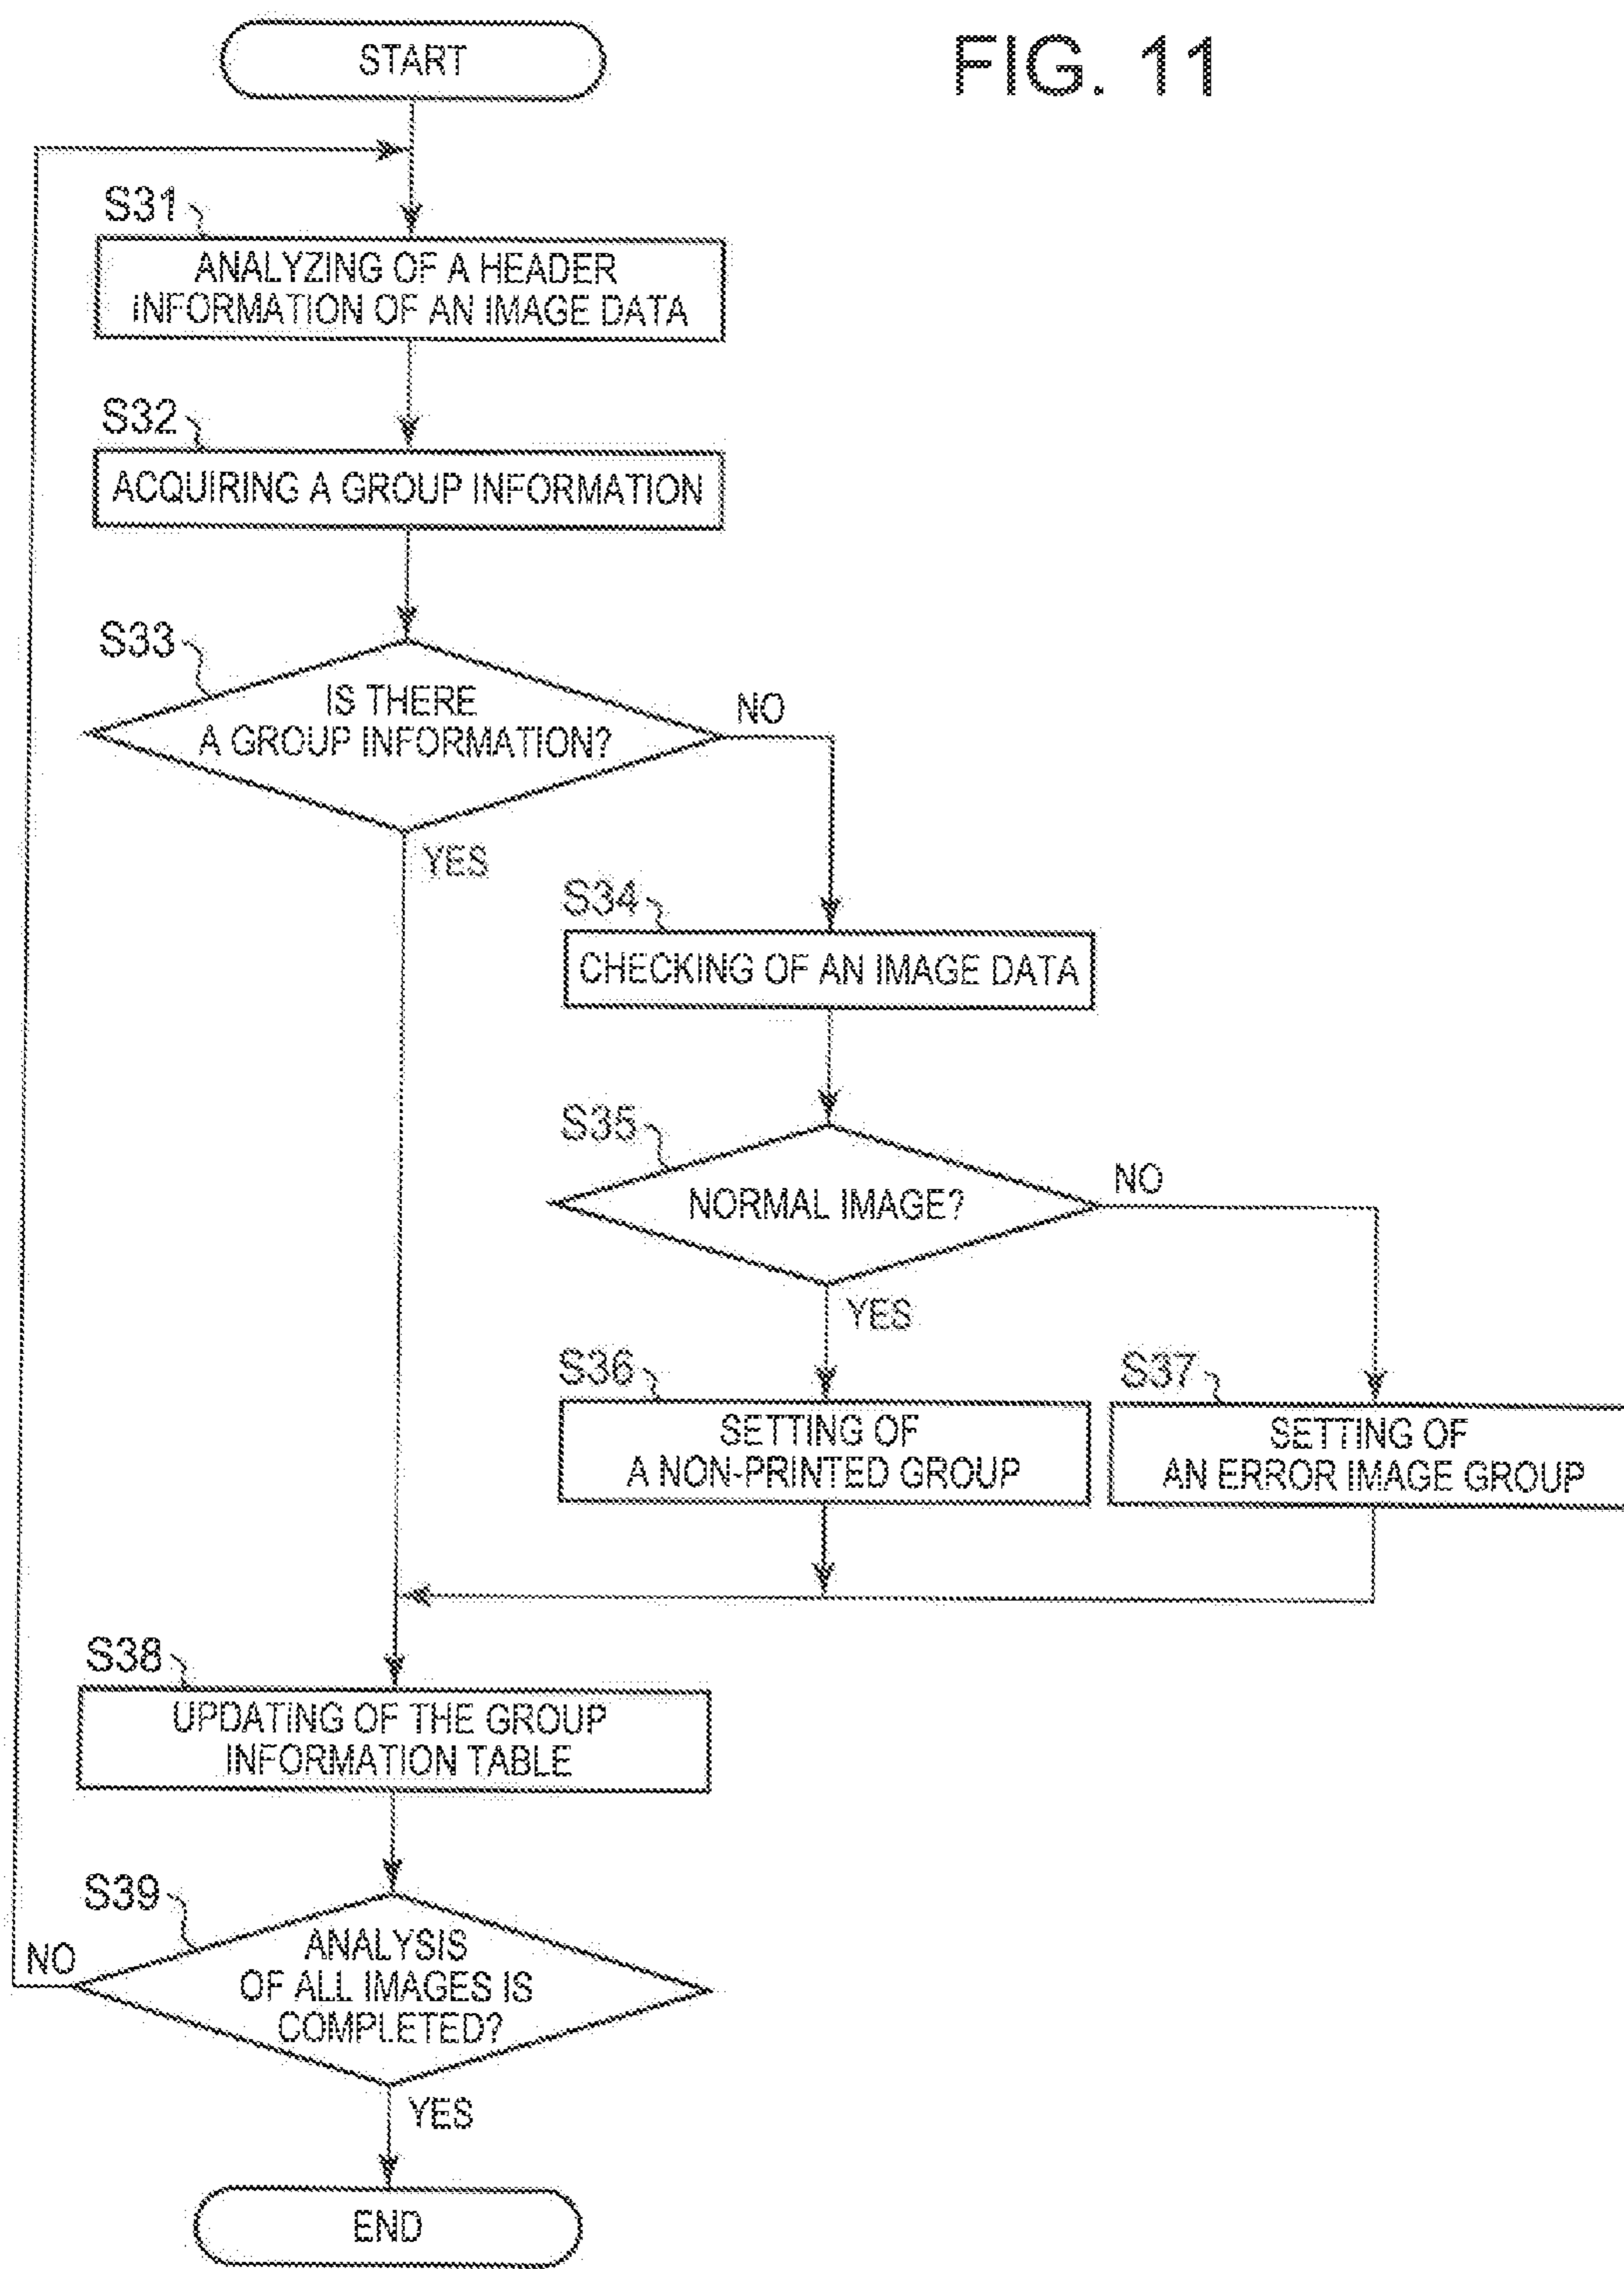 FIG. 11
START
S31
ANALYZING OF A HEADER
INFORMATION OF AN IMAGE DATA
S32
ACQUIRING A GROUP INFORMATION
S33
IS THERE
A GROUP INFORMATION?
NO
YES
S34
CHECKING OF AN IMAGE DATA
S35
NORMAL IMAGE?
NO
YES
S36
SETTING OF
A NON-PRINTED GROUP
S37
SETTING OF
AN ERROR IMAGE GROUP
S38
UPDATING OF THE GROUP
INFORMATION TABLE
S39
ANALYSIS
OF ALL IMAGES IS
COMPLETED?
NO
YES
END